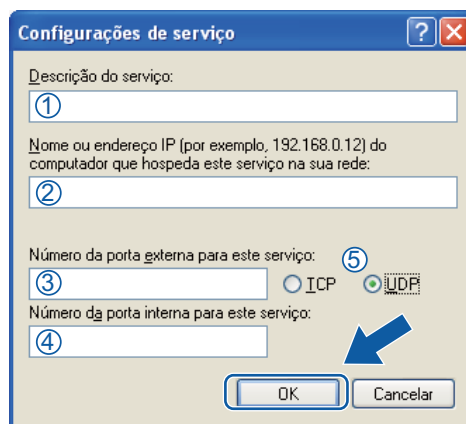 Configurações de serviço
Descrição do serviço:
①
Nome ou endereço IP (por exemplo, 192.168.0.12) do
computador que hospeda este serviço na sua rede:
②
Número da porta externa para este serviço: ⑤
③ TCP UDP
Número da porta interna para este serviço:
④
OK Cancelar